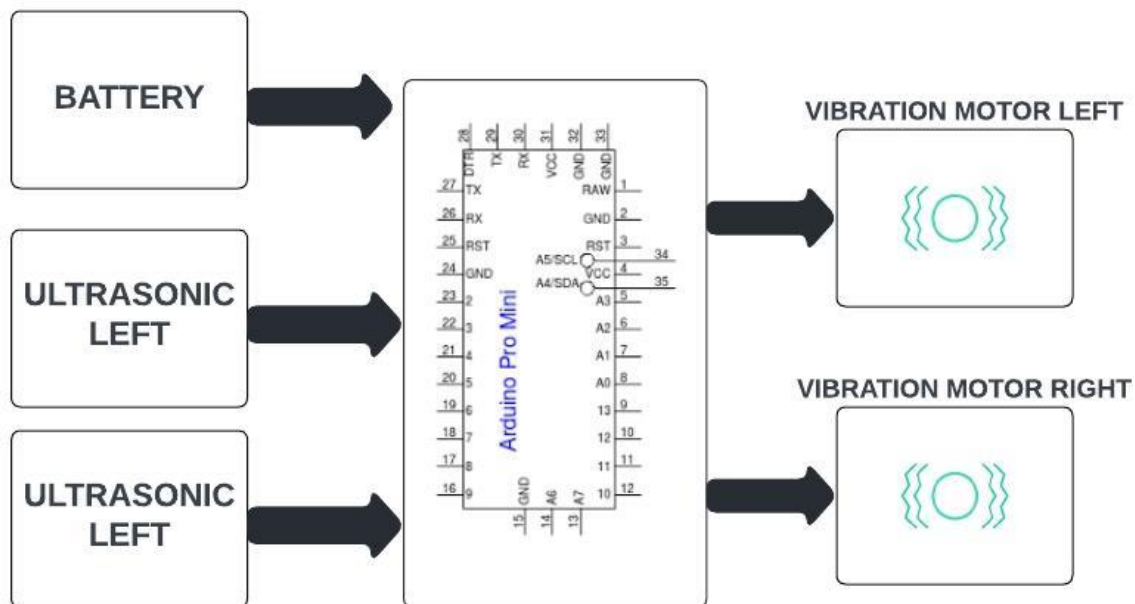 BATTERY
ULTRASONIC
LEFT
ULTRASONIC
LEFT
28
29
30
31
32
33
DTR
TX
RX
VCC
GND
GND
27 TX
26 RX
25 RST
24 GND
23 2
22 3
21 4
20 5
19 6
18 7
17 8
16 9
Arduino Pro Mini
RAW 1
GND 2
RST 3
A5/SCL 34
VCC 4
A4/SDA 35
A3 5
A2 6
A1 7
A0 8
13 9
12 10
11 11
10 12
GND
A6
A7
15
14
13
VIBRATION MOTOR LEFT
VIBRATION MOTOR RIGHT